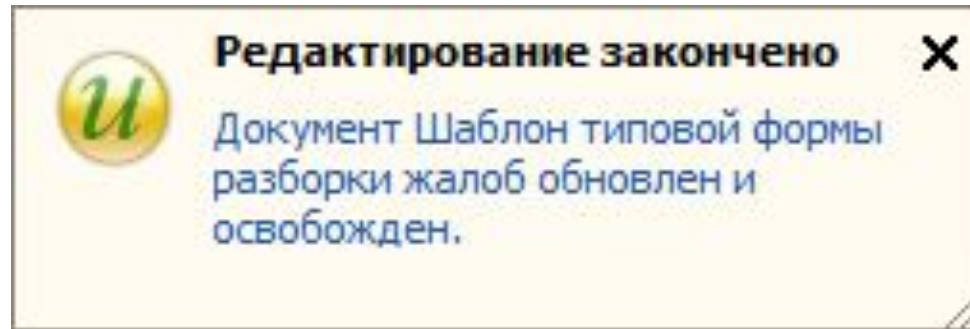 Редактирование закончено
Документ Шаблон типовой формы
разборки жалоб обновлен и
освобожден.